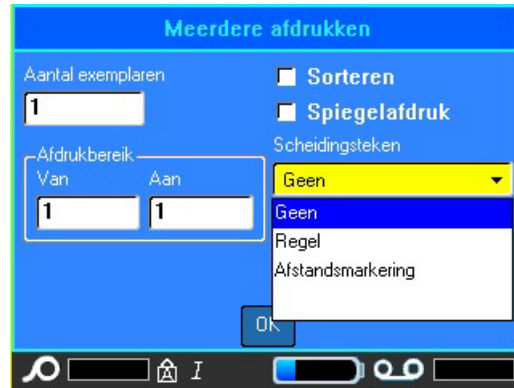 Meerdere afdrukken
Aantal exemplaren
1
Sorteren
Spiegelafdruk
Afdrukbereik
Van Aan
1 1
Scheidingsteken
Geen
Geen
Regel
Afstandsmarkering
OK
I